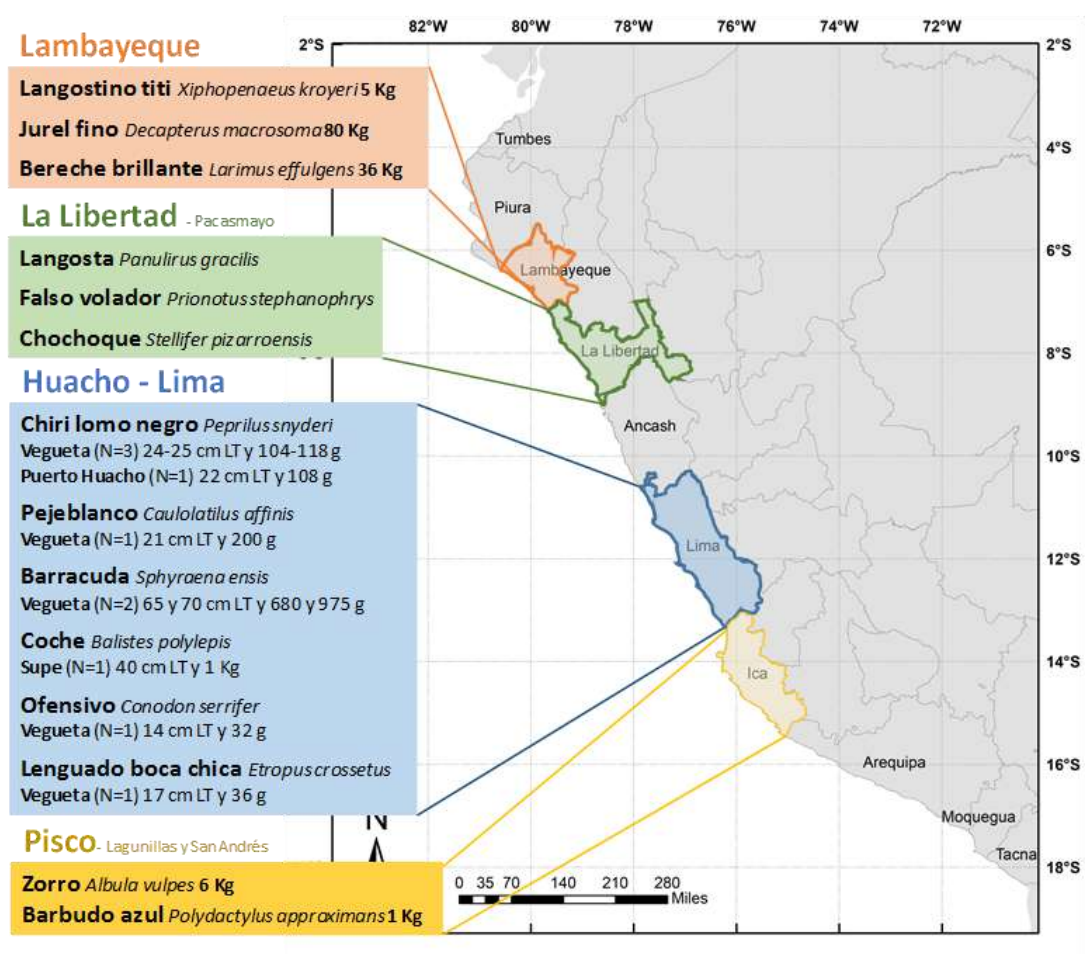 82°W 80°W 78°W 76°W 74°W 72°W
2°S 2°S
Lambayeque
Langostino titi Xiphopenaeus kroyeri 5 Kg
Jurel fino Decapterus macrosoma 80 Kg
Bereche brillante Larimus effulgens 36 Kg
La Libertad - Pacasmayo
Langosta Panulirus gracilis
Falso volador Prionotus stephanophrys
Chochoque Stellifer pizarroensis
Huacho - Lima
Chiri lomo negro Peprilus snyderi
Vegueta (N=3) 24-25 cm LT y 104-118 g
Puerto Huacho (N=1) 22 cm LT y 108 g
Pejeblanco Caulolatilus affinis
Vegueta (N=1) 21 cm LT y 200 g
Barracuda Sphyraena ensis
Vegueta (N=2) 65 y 70 cm LT y 680 y 975 g
Coche Balistes polylepis
Supe (N=1) 40 cm LT y 1 Kg
Ofensivo Conodon serrifer
Vegueta (N=1) 14 cm LT y 32 g
Lenguado boca chica Etropus crossetus
Vegueta (N=1) 17 cm LT y 36 g
Pisco- Lagunillas y San Andrés
Zorro Albula vulpes 6 Kg
Barbudo azul Polydactylus approximans 1 Kg
Tumbes
4°S
Piura
6°S
Lambayeque
La Libertad
8°S
Ancash
10°S
Lima
12°S
14°S
Ica
Arequipa
16°S
Moquegua
Tacna
18°S
N
0 35 70 140 210 280
Miles